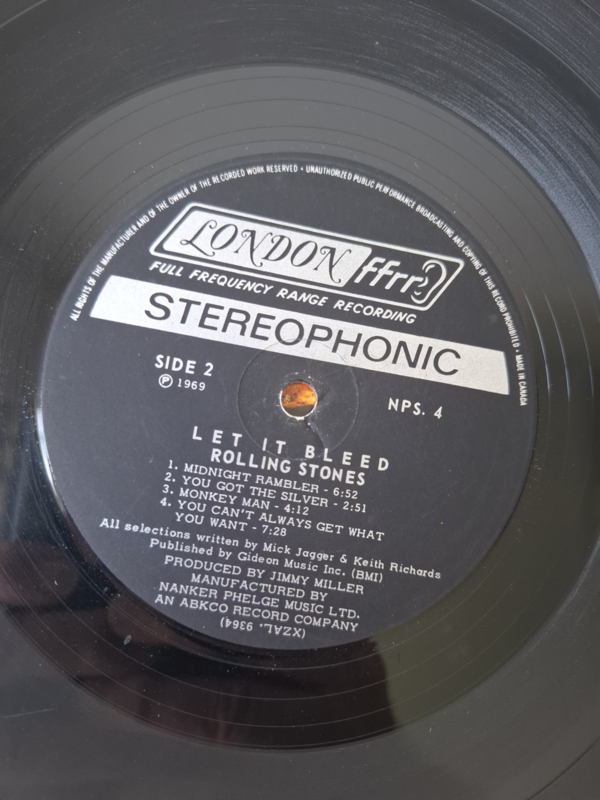 ALL RIGHTS OF THE MANUFACTURER AND OF THE OWNER OF THE RECORDED WORK RESERVED • UNAUTHORIZED PUBLIC PERFORMANCE BROADCASTING AND COPYING OF THIS RECORD PROHIBITED • MADE IN CANADA
LONDON ffrr
FULL FREQUENCY RANGE RECORDING
STEREOPHONIC
SIDE 2
℗ 1969
NPS. 4
LET IT BLEED
ROLLING STONES
1. MIDNIGHT RAMBLER - 6:52
2. YOU GOT THE SILVER - 2:51
3. MONKEY MAN - 4:12
4. YOU CAN'T ALWAYS GET WHAT
YOU WANT - 7:28
All selections written by Mick Jagger & Keith Richards
Published by Gideon Music Inc. (BMI)
PRODUCED BY JIMMY MILLER
MANUFACTURED BY
NANKER PHELGE MUSIC LTD.
AN ABKCO RECORD COMPANY
(XZAL. 9364)